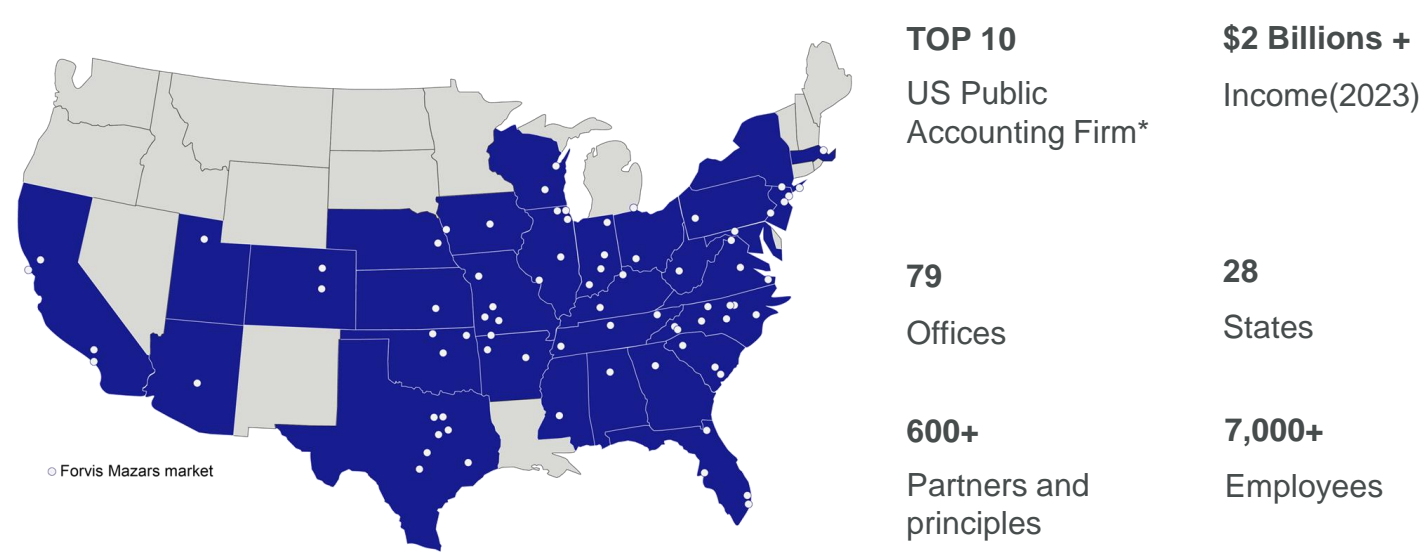 TOP 10
US Public
Accounting Firm*
$2 Billions +
Income(2023)
79
Offices
28
States
600+
Partners and
principles
7,000+
Employees
Forvis Mazars market